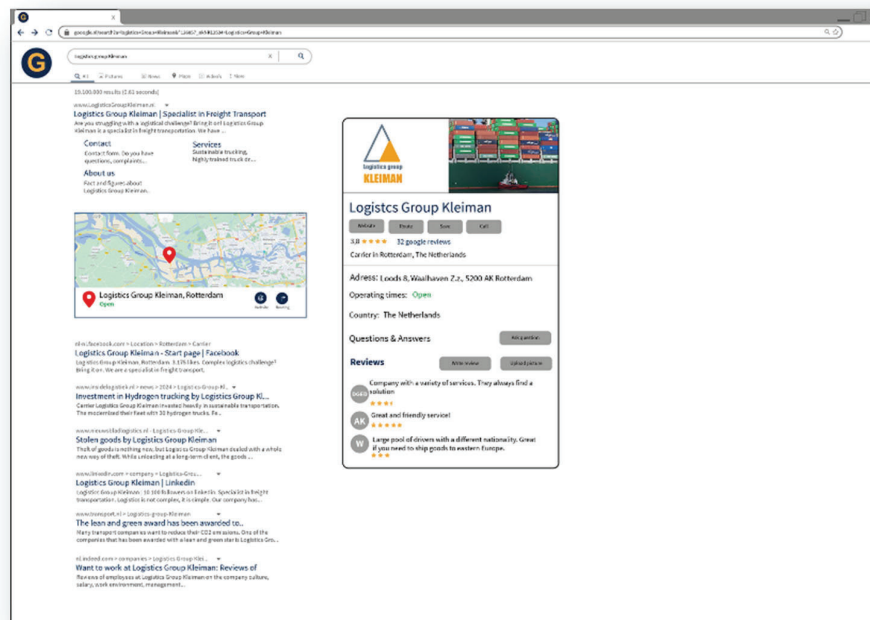 G
Logistics group Kleiman
X
All
Pictures
News
Maps
More
10.100.000 results (0.61 seconds)
www.LogisticsGroupKleiman.nl
Logistics Group Kleiman | Specialist in Freight Transport
Are you struggling with a logistical challenge? Bring it on! Logistics Group
Kleiman is a specialist in freight transportation. We have ...
Contact
Contact form. Do you have
questions, complaints...
Services
Sustainable trucking,
highly trained truck de...
About us
Fact and figures about
Logistics Group Kleiman..
Logistics Group Kleiman, Rotterdam
Open
Website
nl-nl.facebook.com > Location > Rotterdam > Carrier
Logistics Group Kleiman - Start page | Facebook
Logistics Group Kleiman, Rotterdam. 3.175 likes. Complex logistics challenge?
Bring it on. We are a specialist in freight transport.
Investment in Hydrogen trucking by Logistics Group Kl...
Carrier Logistics Group Kleiman invested heavily in sustainable transportation.
The modernized their fleet with 30 hydrogen trucks. Fe..
Stolen goods by Logistics Group Kleiman
Theft of goods is nothing new, but Logistics Group Kleiman dealed with a whole
new way of theft. While unloading at a long-term client, the goods ...
www.linkedin.com > company > Logistics-Grou...
Logistics Group Kleiman | Linkedin
Logistics Group Kleiman | 10.100 followers on linkedin. Specialist in freight
transportation. Logistics is not complex, it is simple. Our company has...
www.transport.nl > Logistics-group Kleiman
The lean and green award has been awarded to..
Many transport companies want to reduce their CO2 emissions. One of the
companies that has been awarded with a lean and green star is Logistics Gro...
nl.indeed.com > companies > Logistics Group Klei...
Want to work at Logistics Group Kleiman: Reviews of
Reviews of employees at Logistics Group Kleiman on the company culture,
salary, work environment, management...
logistics group
KLEIMAN
Logistcs Group Kleiman
Website
Route
Save
Call
3,8
32 google reviews
Carrier in Rotterdam, The Netherlands
Adress: Loods 8, Waalhaven Z.z., 5200 AK Rotterdam
Operating times: Open
Country: The Netherlands
Questions & Answers
Ask question
Reviews
Write review
Upload picture
Company with a variety of services. They always find a
solution
AK
Great and friendly service!
W
Large pool of drivers with a different nationality. Great
if you need to ship goods to eastern Europe.